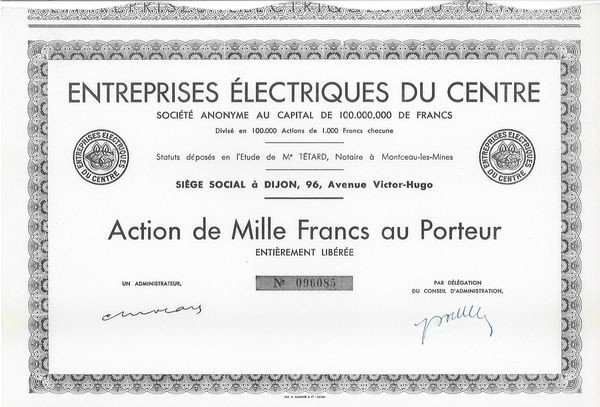 ENTREPRISES ÉLECTRIQUES DU CENTRE
SOCIÉTÉ ANONYME AU CAPITAL DE 100.000.000 DE FRANCS
Divisé en 100.000 Actions de 1.000 Francs chacune
Statuts déposés en l'Etude de Me TÉTARD, Notaire à Montceau-les-Mines
ENTREPRISES ELECTRIQUES DU CENTRE
ENTREPRISES ELECTRIQUES DU CENTRE
SIÈGE SOCIAL à DIJON, 96, Avenue Victor-Hugo
Action de Mille Francs au Porteur
ENTIÈREMENT LIBÉRÉE
UN ADMINISTRATEUR,
No 096085
PAR DÉLÉGATION
DU CONSEIL D'ADMINISTRATION,